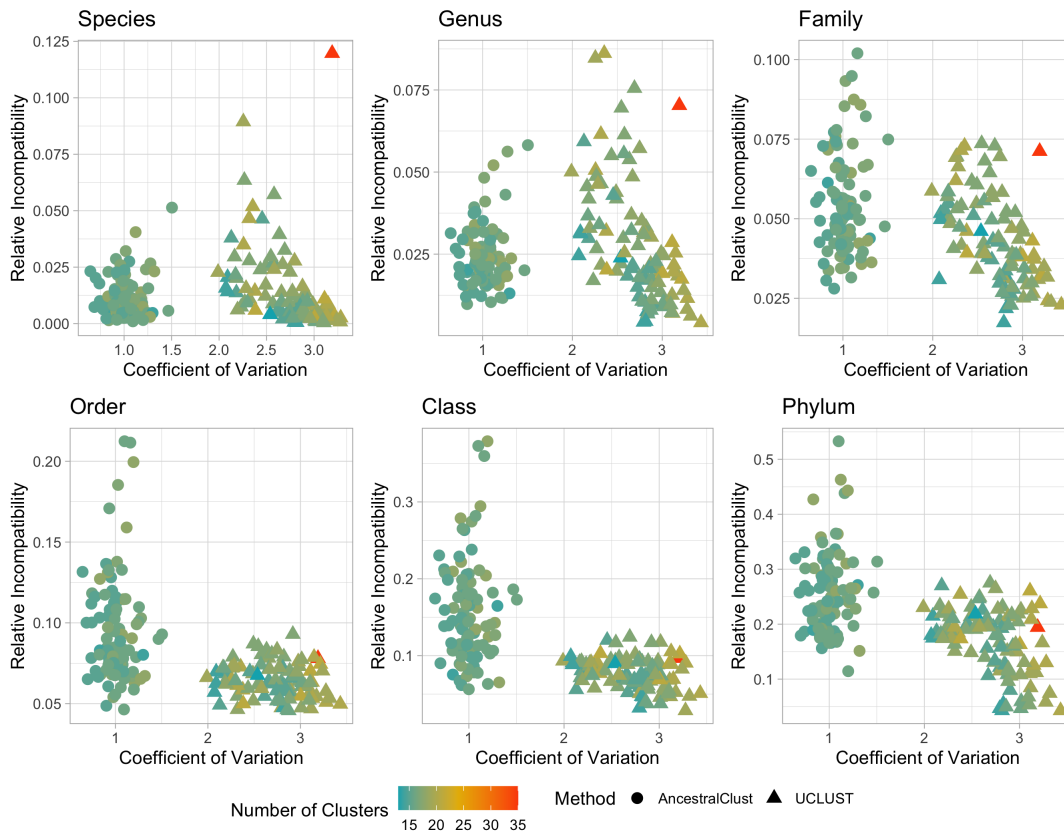 Species
Genus
Family
0.125
0.100
0.075
0.050
0.025
0.000
Relative Incompatibility
1.0 1.5 2.0 2.5 3.0
Coefficient of Variation
0.075
0.050
0.025
Relative Incompatibility
1 2 3
Coefficient of Variation
0.100
0.075
0.050
0.025
Relative Incompatibility
1 2 3
Coefficient of Variation
Order
Class
Phylum
0.20
0.15
0.10
0.05
Relative Incompatibility
1 2 3
Coefficient of Variation
0.3
0.2
0.1
Relative Incompatibility
1 2 3
Coefficient of Variation
0.5
0.4
0.3
0.2
0.1
Relative Incompatibility
1 2 3
Coefficient of Variation
Number of Clusters
15 20 25 30 35
Method AncestralClust UCLUST